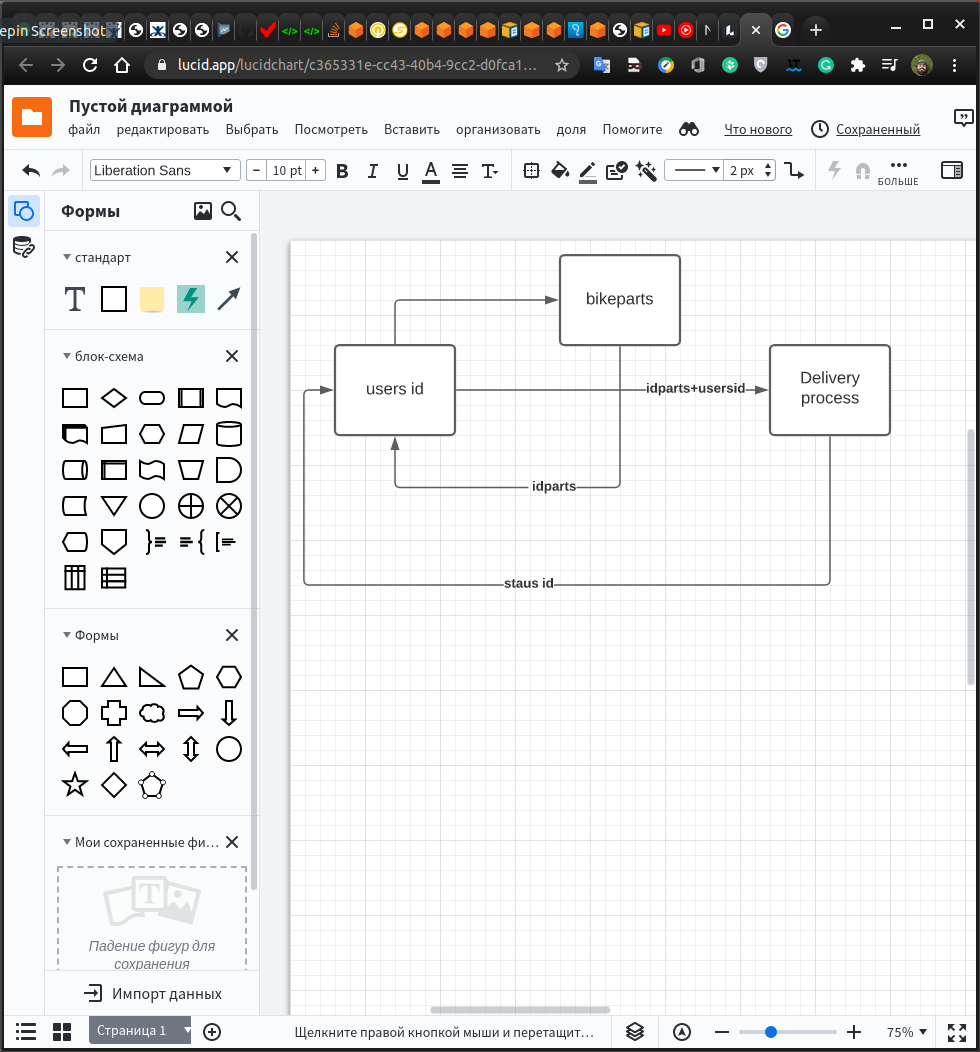 epin Screenshot
lucid.app/lucidchart/c365331e-cc43-40b4-9cc2-d0fca1...
Пустой диаграммой
файл редактировать Выбрать Посмотреть Вставить организовать доля Помогите Что нового Сохраненный
Liberation Sans − 10 pt + B I U A T 2 px БОЛЬШЕ
Формы
стандарт
T
блок-схема
Формы
Мои сохраненные фи...
T
Падение фигур для
сохранения
Импорт данных
bikeparts
users id
idparts+usersid
Delivery
process
idparts
staus id
Страница 1
Щелкните правой кнопкой мыши и перетащит...
75%